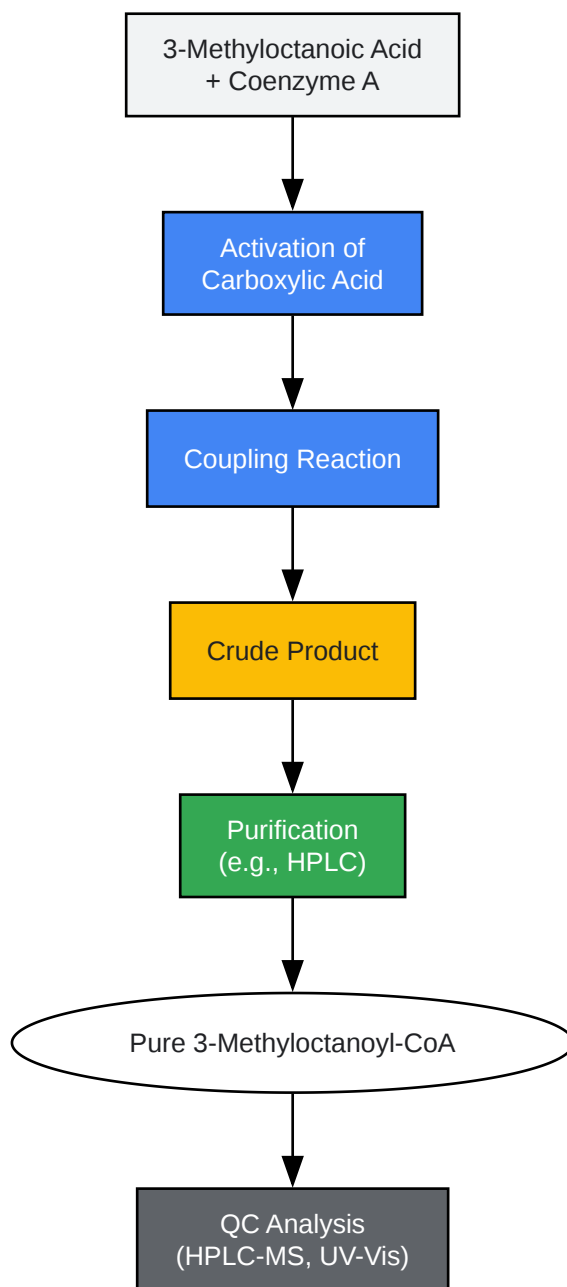 3-Methyloctanoic Acid
+ Coenzyme A
Activation of
Carboxylic Acid
Coupling Reaction
Crude Product
Purification
(e.g., HPLC)
Pure 3-Methyloctanoyl-CoA
QC Analysis
(HPLC-MS, UV-Vis)